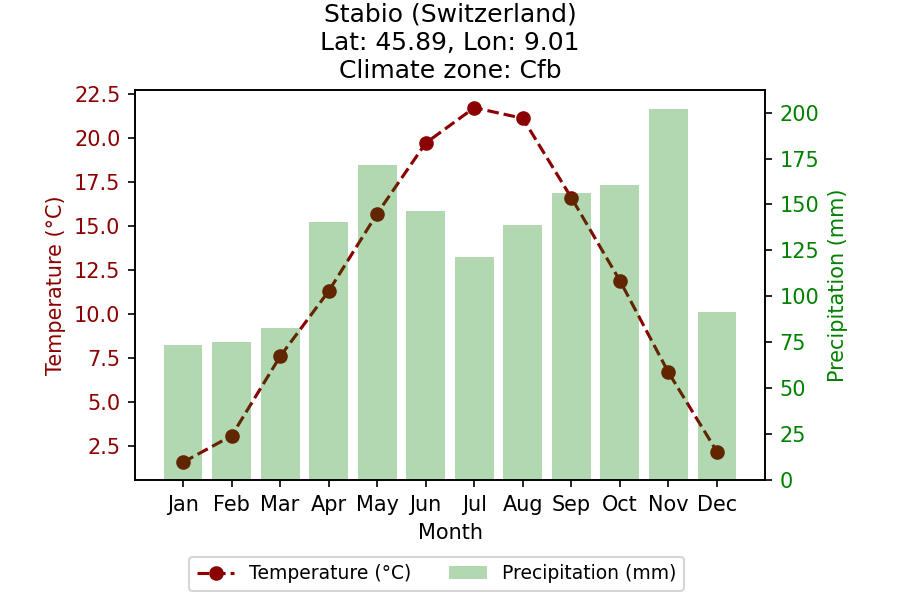 Stabio (Switzerland)
Lat: 45.89, Lon: 9.01
Climate zone: Cfb
22.5
20.0
17.5
15.0
12.5
10.0
7.5
5.0
2.5
Temperature (°C)
200
175
150
125
100
75
50
25
0
Precipitation (mm)
Jan Feb Mar Apr May Jun Jul Aug Sep Oct Nov Dec
Month
Temperature (°C) Precipitation (mm)